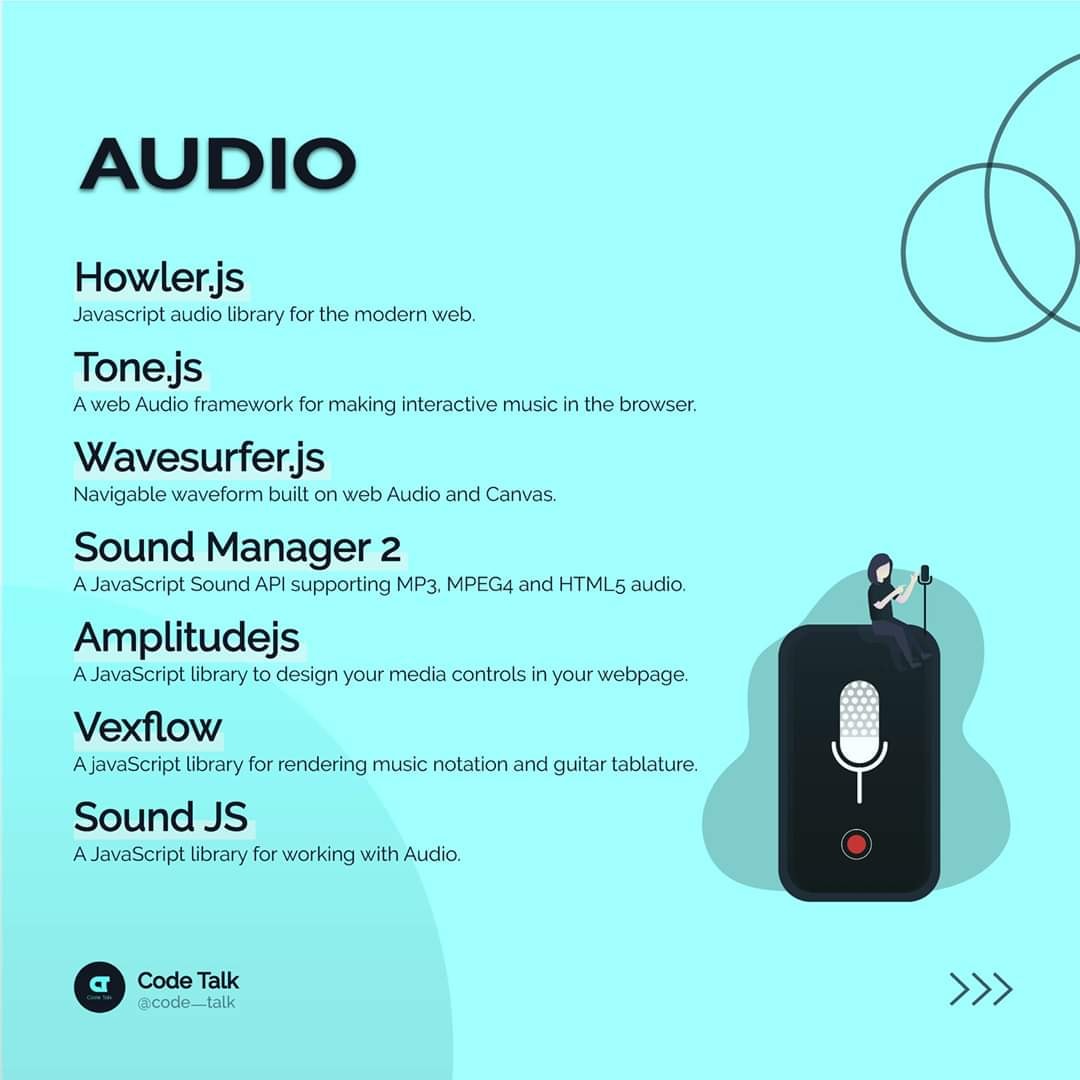 AUDIO
Howler.js
Javascript audio library for the modern web.
Tone.js
A web Audio framework for making interactive music in the browser.
Wavesurfer.js
Navigable waveform built on web Audio and Canvas.
Sound Manager 2
A JavaScript Sound API supporting MP3, MPEG4 and HTML5 audio.
Amplitudejs
A JavaScript library to design your media controls in your webpage.
Vexflow
A javaScript library for rendering music notation and guitar tablature.
Sound JS
A JavaScript library for working with Audio.
CT
Code Talk
Code Talk
@code__talk